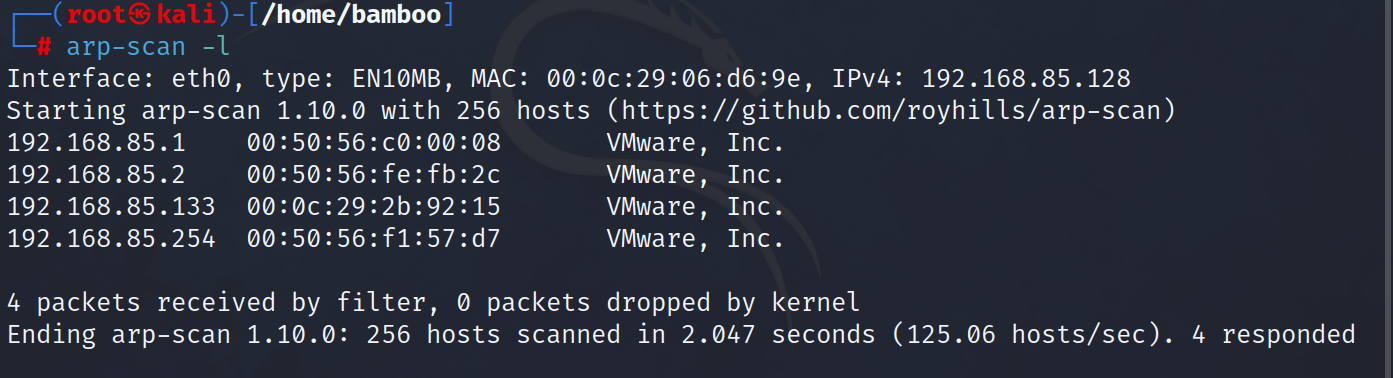 ┌──(root㉿kali)-[/home/bamboo]
└─# arp-scan -l
Interface: eth0, type: EN10MB, MAC: 00:0c:29:06:d6:9e, IPv4: 192.168.85.128
Starting arp-scan 1.10.0 with 256 hosts (https://github.com/royhills/arp-scan)
192.168.85.1    00:50:56:c0:00:08       VMware, Inc.
192.168.85.2    00:50:56:fe:fb:2c       VMware, Inc.
192.168.85.133  00:0c:29:2b:92:15       VMware, Inc.
192.168.85.254  00:50:56:f1:57:d7       VMware, Inc.
4 packets received by filter, 0 packets dropped by kernel
Ending arp-scan 1.10.0: 256 hosts scanned in 2.047 seconds (125.06 hosts/sec). 4 responded